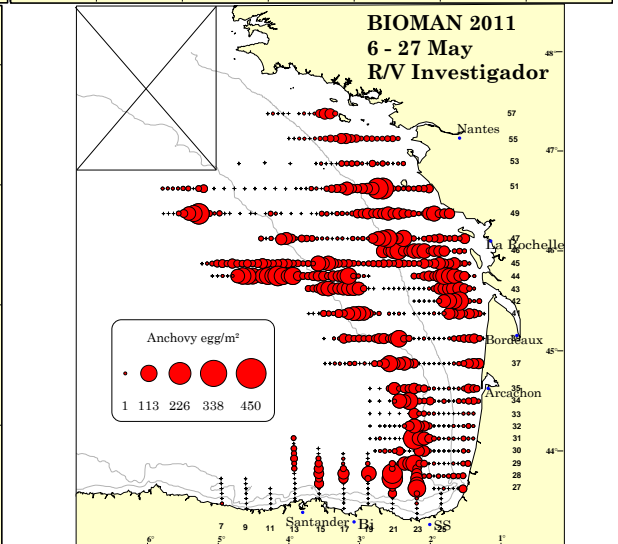 BIOMAN 2011
6 - 27 May
R/V Investigador
48°
57
Nantes
55
47°
53
51
49
47
La Rochelle
46°
45
44
43
42
41
Bordeaux
45°
37
35
Arcachon
34
33
32
31
30
44°
29
28
27
Anchovy egg/m²
1 113 226 338 450
Santander Bi SS
7 9 11 13 15 17 19 21 23 25
6° 5° 4° 3° 2° 1°